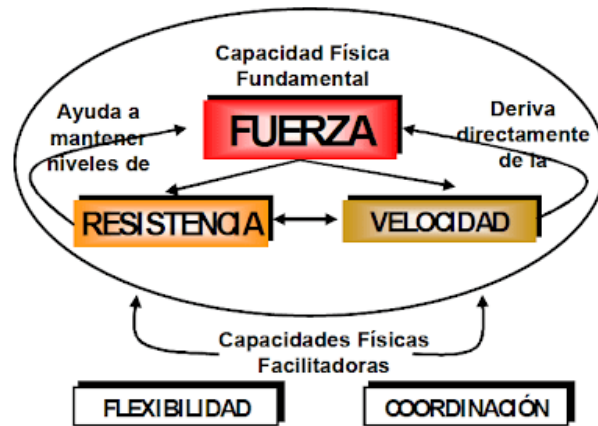 Capacidad Física
Fundamental
FUERZA
Ayuda a
mantener
niveles de
Deriva
directamente
de la
RESISTENCIA
VELOCIDAD
Capacidades Físicas
Facilitadoras
FLEXIBILIDAD
COORDINACIÓN